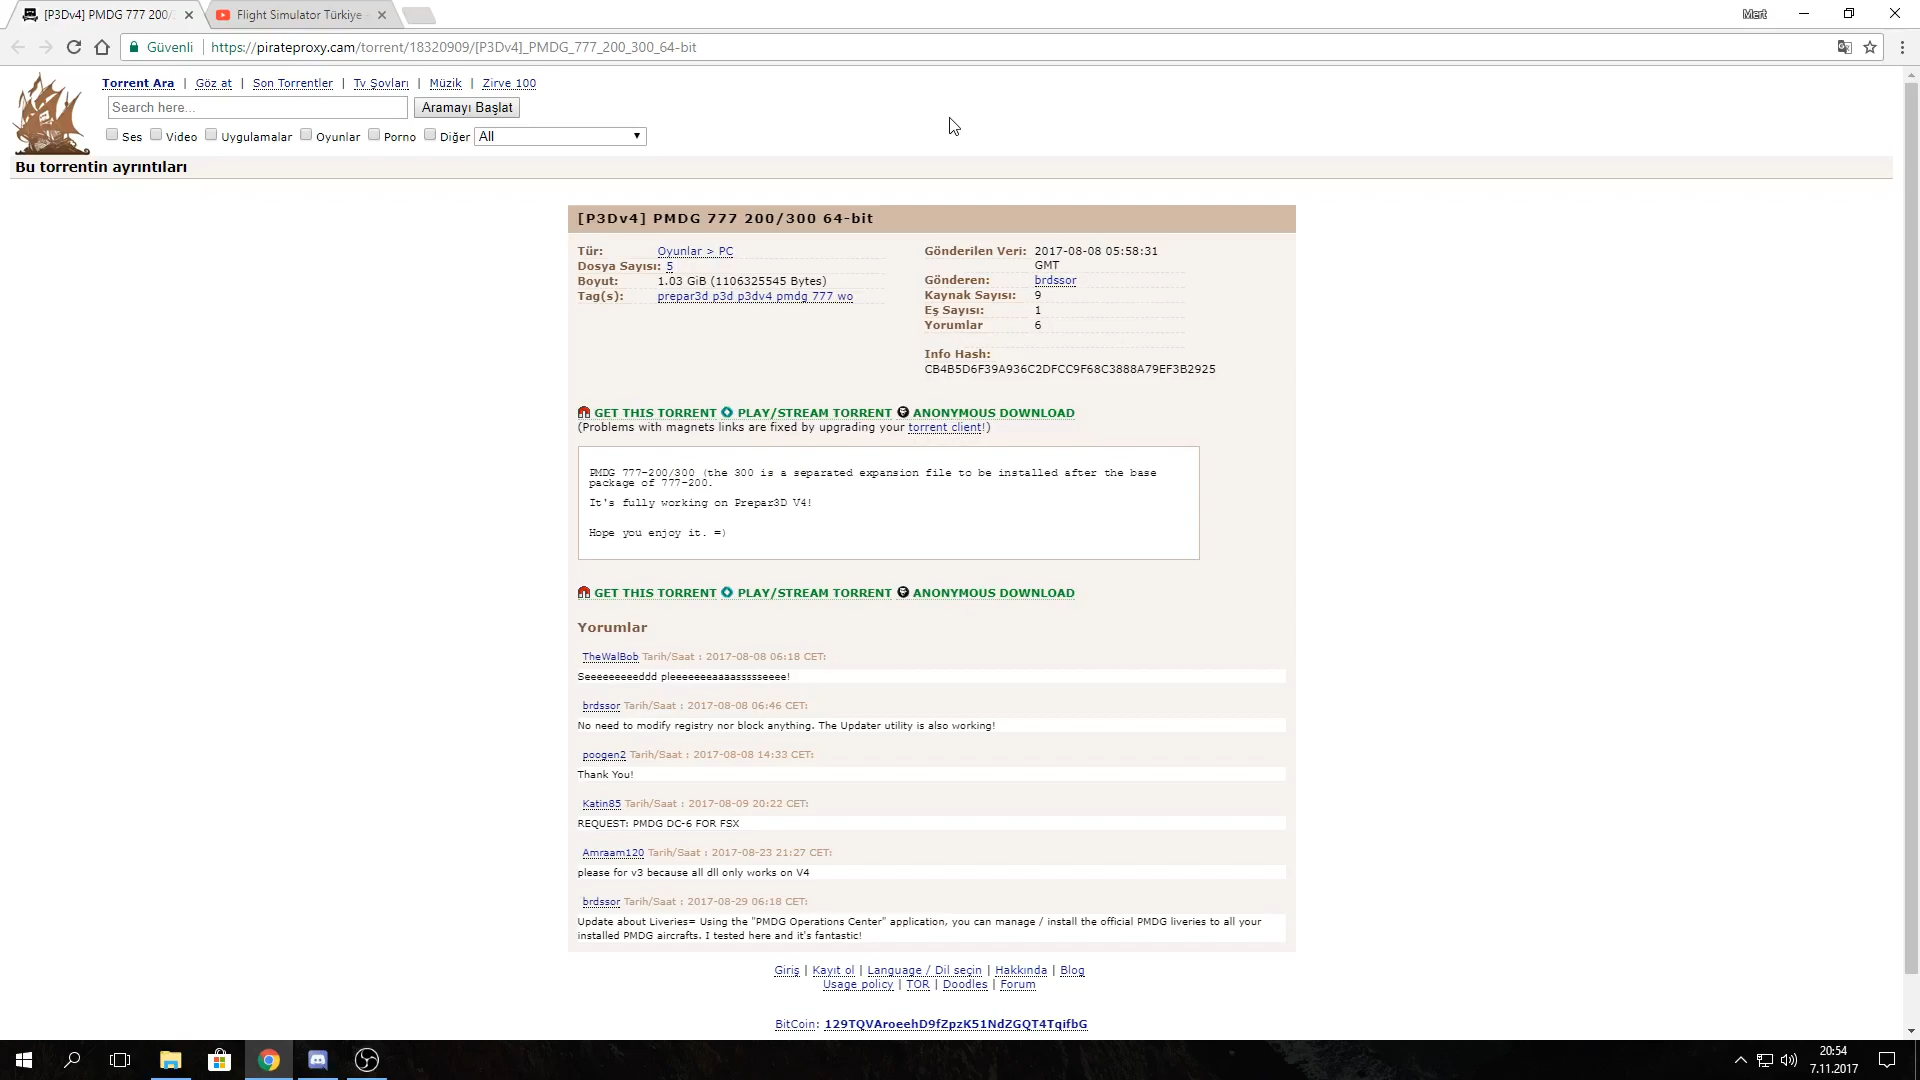 [P3Dv4] PMDG 777 200/
Flight Simulator Türkiye
Mert
Güvenli
https://pirateproxy.cam/torrent/18320909/[P3Dv4]_PMDG_777_200_300_64-bit
Torrent Ara | Göz at | Son Torrentler | Tv Şovları | Müzik | Zirve 100
Search here...
Aramayı Başlat
Ses Video Uygulamalar Oyunlar Porno Diğer All
Bu torrentin ayrıntıları
[P3Dv4] PMDG 777 200/300 64-bit
Tür: Oyunlar > PC
Dosya Sayısı: 5
Boyut: 1.03 GiB (1106325545 Bytes)
Tag(s): prepar3d p3d p3dv4 pmdg 777 wo
Gönderilen Veri: 2017-08-08 05:58:31
GMT
Gönderen: brdssor
Kaynak Sayısı: 9
Eş Sayısı: 1
Yorumlar 6
Info Hash:
CB4B5D6F39A936C2DFCC9F68C3888A79EF3B2925
GET THIS TORRENT PLAY/STREAM TORRENT ANONYMOUS DOWNLOAD
(Problems with magnets links are fixed by upgrading your torrent client!)
PMDG 777-200/300 (the 300 is a separated expansion file to be installed after the base
package of 777-200.
It's fully working on Prepar3D V4!
Hope you enjoy it. =)
GET THIS TORRENT PLAY/STREAM TORRENT ANONYMOUS DOWNLOAD
Yorumlar
TheWalBob Tarih/Saat : 2017-08-08 06:18 CET:
Seeeeeeeeeddd pleeeeeeeaaaassssseeee!
brdssor Tarih/Saat : 2017-08-08 06:46 CET:
No need to modify registry nor block anything. The Updater utility is also working!
poogen2 Tarih/Saat : 2017-08-08 14:33 CET:
Thank You!
Katin85 Tarih/Saat : 2017-08-09 20:22 CET:
REQUEST: PMDG DC-6 FOR FSX
Amraam120 Tarih/Saat : 2017-08-23 21:27 CET:
please for v3 because all dll only works on V4
brdssor Tarih/Saat : 2017-08-29 06:18 CET:
Update about Liveries= Using the "PMDG Operations Center" application, you can manage / install the official PMDG liveries to all your
installed PMDG aircrafts. I tested here and it's fantastic!
Giriş | Kayıt ol | Language / Dil seçin | Hakkında | Blog
Usage policy | TOR | Doodles | Forum
BitCoin: 129TQVAroeehD9fZpzK51NdZGQT4TqifbG
20:54
7.11.2017